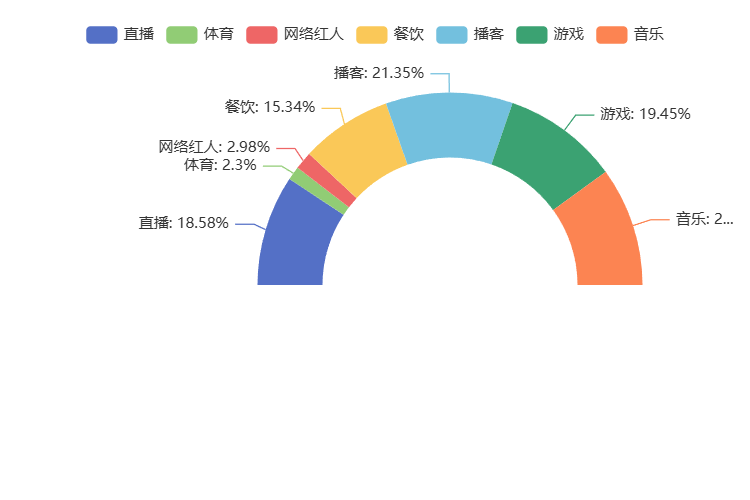 直播 体育 网络红人 餐饮 播客 游戏 音乐
播客: 21.35%
餐饮: 15.34%
游戏: 19.45%
网络红人: 2.98%
体育: 2.3%
直播: 18.58%
音乐: 2...